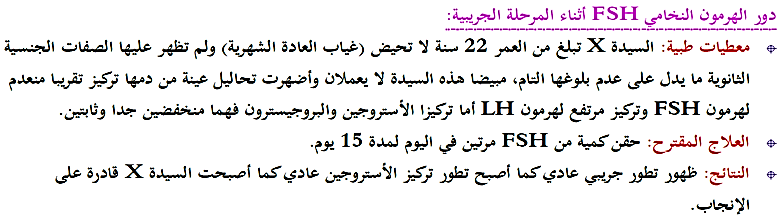 دور الهرمون النخامي FSH أثناء المرحلة الجريبية:
معطيات طبية: السيدة X تبلغ من العمر 22 سنة لا تحيض (غياب العادة الشهرية) ولم تظهر عليها الصفات الجنسية
الثانوية ما يدل على عدم بلوغها التام، مبيضا هذه السيدة لا يعملان وأضهرت تحاليل عينة من دمها تركيز تقريبا منعدم
لهرمون FSH وتركيز مرتفع لهرمون LH أما تركيزا الأستروجين والبروجيسترون فهما منخفضين جدا وثابتين.
العلاج المقترح: حقن كمية من FSH مرتين في اليوم لمدة 15 يوم.
النتائج: ظهور تطور جريبي عادي كما أصبح تطور تركيز الأستروجين عادي كما أصبحت السيدة X قادرة على
الإنجاب.